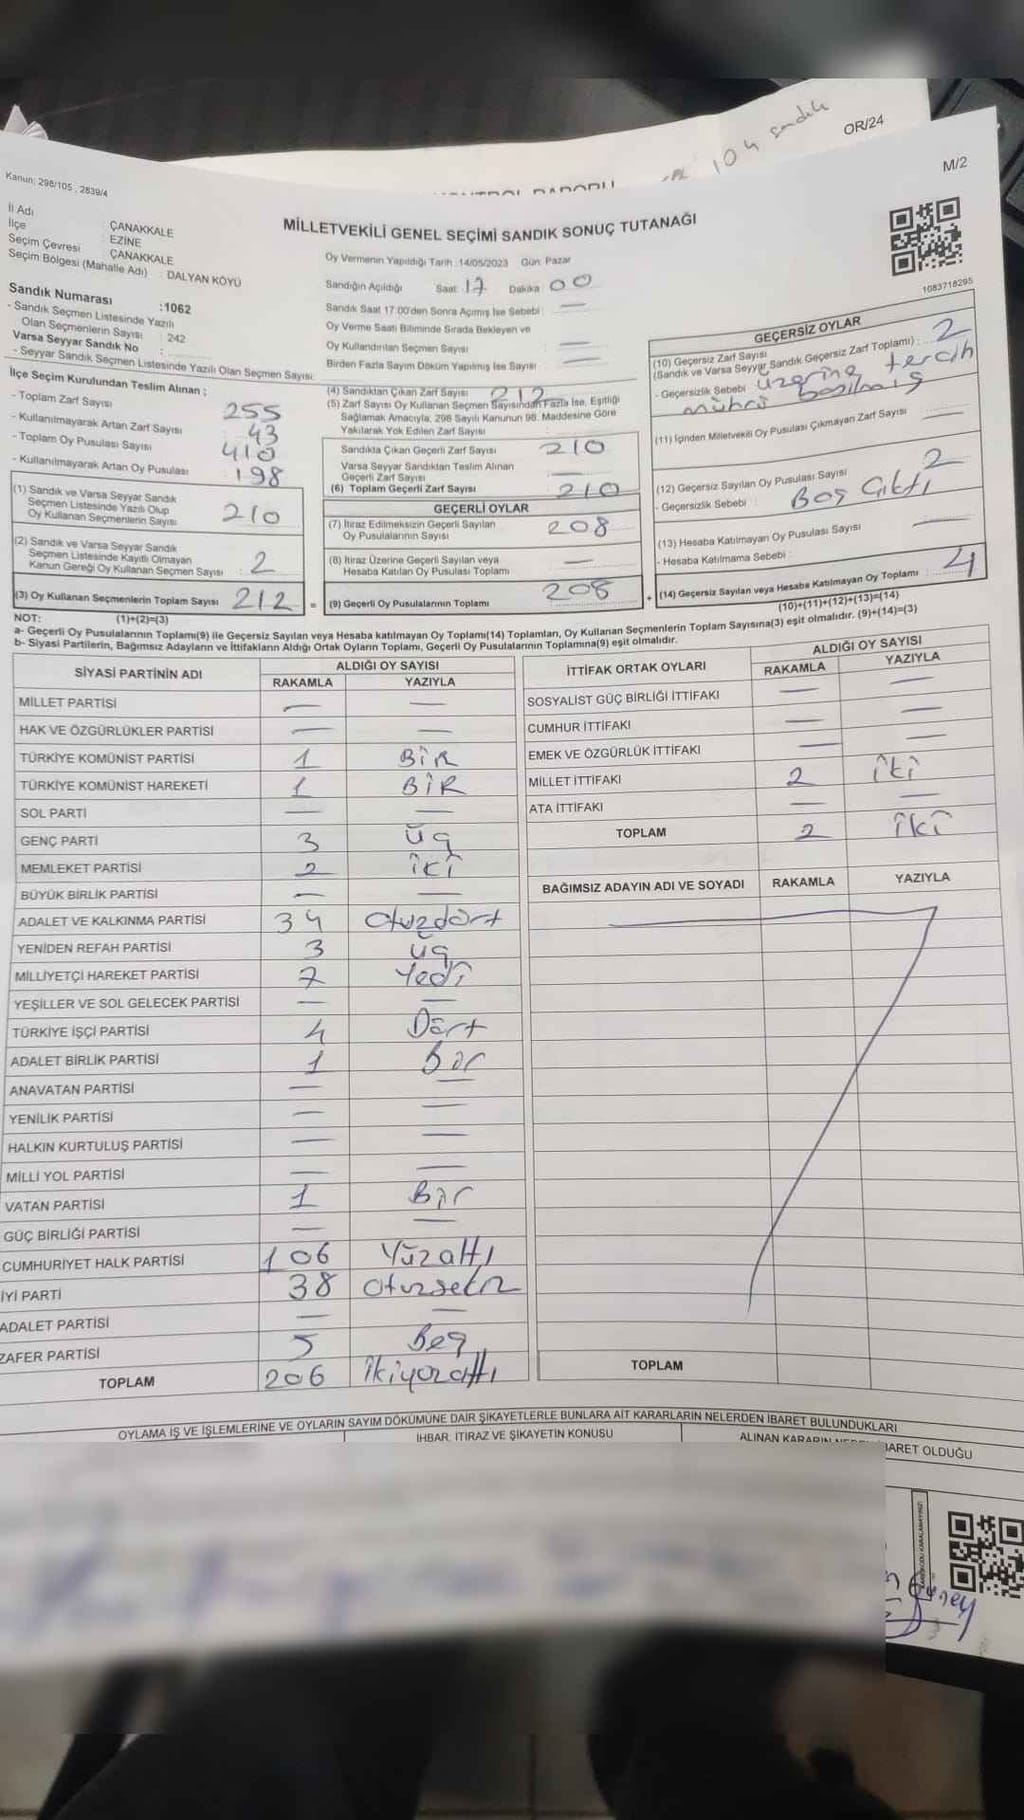 104 sandık
OR/24
M/2
Kanun: 298/105 , 2839/4
İl Adı : ÇANAKKALE
İlçe : EZİNE
Seçim Çevresi : ÇANAKKALE
Seçim Bölgesi (Mahalle Adı) : DALYAN KÖYÜ
Sandık Numarası :1062
- Sandık Seçmen Listesinde Yazılı
Olan Seçmenlerin Sayısı : 242
Varsa Seyyar Sandık No :
- Seyyar Sandık Seçmen Listesinde Yazılı Olan Seçmen Sayısı:
MİLLETVEKİLİ GENEL SEÇİMİ SANDIK SONUÇ TUTANAĞI
Oy Vermenin Yapıldığı Tarih :14/05/2023 Gün: Pazar
Sandığın Açıldığı Saat: 17 Dakika 00
Sandık Saat 17:00'den Sonra Açımış İse Sebebi : —
Oy Verme Saati Bitiminde Sırada Bekleyen ve
Oy Kullandırılan Seçmen Sayısı : —
Birden Fazla Sayım Döküm Yapılmış İse Sayısı : —
1083718295
İlçe Seçim Kurulundan Teslim Alınan ;
- Toplam Zarf Sayısı 255
- Kullanılmayarak Artan Zarf Sayısı 43
- Toplam Oy Pusulası Sayısı 410
- Kullanılmayarak Artan Oy Pusulası 198
(1) Sandık ve Varsa Seyyar Sandık
Seçmen Listesinde Yazılı Olup
Oy Kullanan Seçmenlerin Sayısı : 210
(2) Sandık ve Varsa Seyyar Sandık
Seçmen Listesinde Kayıtlı Olmayan
Kanun Gereği Oy Kullanan Seçmen Sayısı : 2
(3) Oy Kullanan Seçmenlerin Toplam Sayısı 212
(4) Sandıktan Çıkan Zarf Sayısı 212
(5) Zarf Sayısı Oy Kullanan Seçmen Sayısından Fazla İse, Eşitliği
Sağlamak Amacıyla, 298 Sayılı Kanunun 98. Maddesine Göre
Yakılarak Yok Edilen Zarf Sayısı
Sandıkla Çıkan Geçerli Zarf Sayısı 210
Varsa Seyyar Sandıktan Teslim Alınan
Geçerli Zarf Sayısı —
(6) Toplam Geçerli Zarf Sayısı 210
GEÇERLİ OYLAR
(7) İtiraz Edilmeksizin Geçerli Sayılan
Oy Pusulalarının Sayısı 208
(8) İtiraz Üzerine Geçerli Sayılan veya
Hesaba Katılan Oy Pusulası Toplamı —
= (9) Geçerli Oy Pusulalarının Toplamı 208
GEÇERSİZ OYLAR
(10) Geçersiz Zarf Sayısı
(Sandık ve Varsa Seyyar Sandık Geçersiz Zarf Toplamı) : 2
- Geçersizlik Sebebi üzerine tercih
mührü basılmış
(11) İçinden Milletvekili Oy Pusulası Çıkmayan Zarf Sayısı —
(12) Geçersiz Sayılan Oy Pusulası Sayısı 2
- Geçersizlik Sebebi : Boş Çıktı
(13) Hesaba Katılmayan Oy Pusulası Sayısı —
- Hesaba Katılmama Sebebi :
+ (14) Geçersiz Sayılan veya Hesaba Katılmayan Oy Toplamı : 4
(10)+(11)+(12)+(13)=(14)
NOT: (1)+(2)=(3)
a- Geçerli Oy Pusulalarının Toplamı(9) ile Geçersiz Sayılan veya Hesaba katılmayan Oy Toplamı(14) Toplamları, Oy Kullanan Seçmenlerin Toplam Sayısına(3) eşit olmalıdır. (9)+(14)=(3)
b- Siyasi Partilerin, Bağımsız Adayların ve İttifakların Aldığı Ortak Oyların Toplamı, Geçerli Oy Pusulalarının Toplamına(9) eşit olmalıdır.
SİYASİ PARTİNİN ADI ALDIĞI OY SAYISI
RAKAMLA YAZIYLA
MİLLET PARTİSİ — —
HAK VE ÖZGÜRLÜKLER PARTİSİ — —
TÜRKİYE KOMÜNİST PARTİSİ 1 BİR
TÜRKİYE KOMÜNİST HAREKETİ 1 BİR
SOL PARTİ — —
GENÇ PARTİ 3 üç
MEMLEKET PARTİSİ 2 iki
BÜYÜK BİRLİK PARTİSİ — —
ADALET VE KALKINMA PARTİSİ 34 otuzdört
YENİDEN REFAH PARTİSİ 3 üç
MİLLİYETÇİ HAREKET PARTİSİ 7 Yedi
YEŞİLLER VE SOL GELECEK PARTİSİ — —
TÜRKİYE İŞÇİ PARTİSİ 4 Dört
ADALET BİRLİK PARTİSİ 1 Bir
ANAVATAN PARTİSİ — —
YENİLİK PARTİSİ — —
HALKIN KURTULUŞ PARTİSİ — —
MİLLİ YOL PARTİSİ — —
VATAN PARTİSİ 1 Bir
GÜÇ BİRLİĞİ PARTİSİ — —
CUMHURİYET HALK PARTİSİ 106 Yüzaltı
İYİ PARTİ 38 otuzsekiz
ADALET PARTİSİ — —
ZAFER PARTİSİ 5 Beş
TOPLAM 206 ikiyüzaltı
İTTİFAK ORTAK OYLARI ALDIĞI OY SAYISI
RAKAMLA YAZIYLA
SOSYALİST GÜÇ BİRLİĞİ İTTİFAKI — —
CUMHUR İTTİFAKI — —
EMEK VE ÖZGÜRLÜK İTTİFAKI — —
MİLLET İTTİFAKI 2 iki
ATA İTTİFAKI — —
TOPLAM 2 iki
BAĞIMSIZ ADAYIN ADI VE SOYADI RAKAMLA YAZIYLA
TOPLAM
OYLAMA İŞ VE İŞLEMLERİNE VE OYLARIN SAYIM DÖKÜMÜNE DAİR ŞİKAYETLERLE BUNLARA AİT KARARLARIN NELERDEN İBARET BULUNDUKLARI
İHBAR, İTİRAZ VE ŞİKAYETİN KONUSU
ALINAN KARARIN OLDUĞU